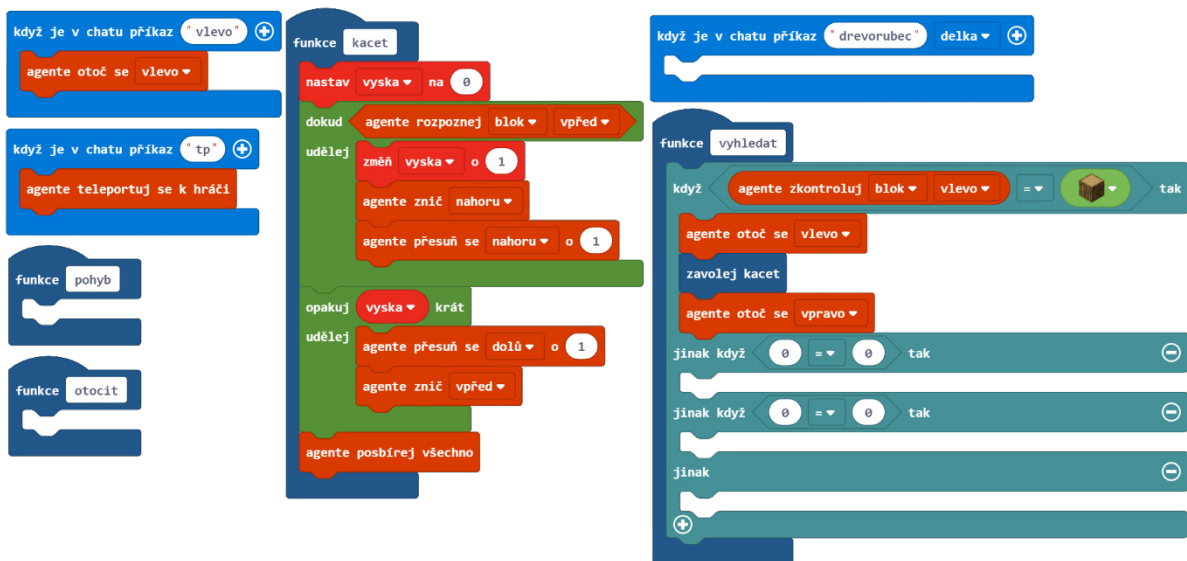 když je v chatu příkaz "vlevo"
agente otoč se vlevo
když je v chatu příkaz "tp"
agente teleportuj se k hráči
funkce pohyb
funkce otocit
funkce kacet
nastav vyska na 0
dokud agente rozpoznej blok vpřed
udělej
změň vyska o 1
agente znič nahoru
agente přesuň se nahoru o 1
opakuj vyska krát
udělej
agente přesuň se dolů o 1
agente znič vpřed
agente posbírej všechno
když je v chatu příkaz "drevorubec" delka
funkce vyhledat
když agente zkontroluj blok vlevo = tak
agente otoč se vlevo
zavolej kacet
agente otoč se vpravo
jinak když 0 = 0 tak
jinak když 0 = 0 tak
jinak